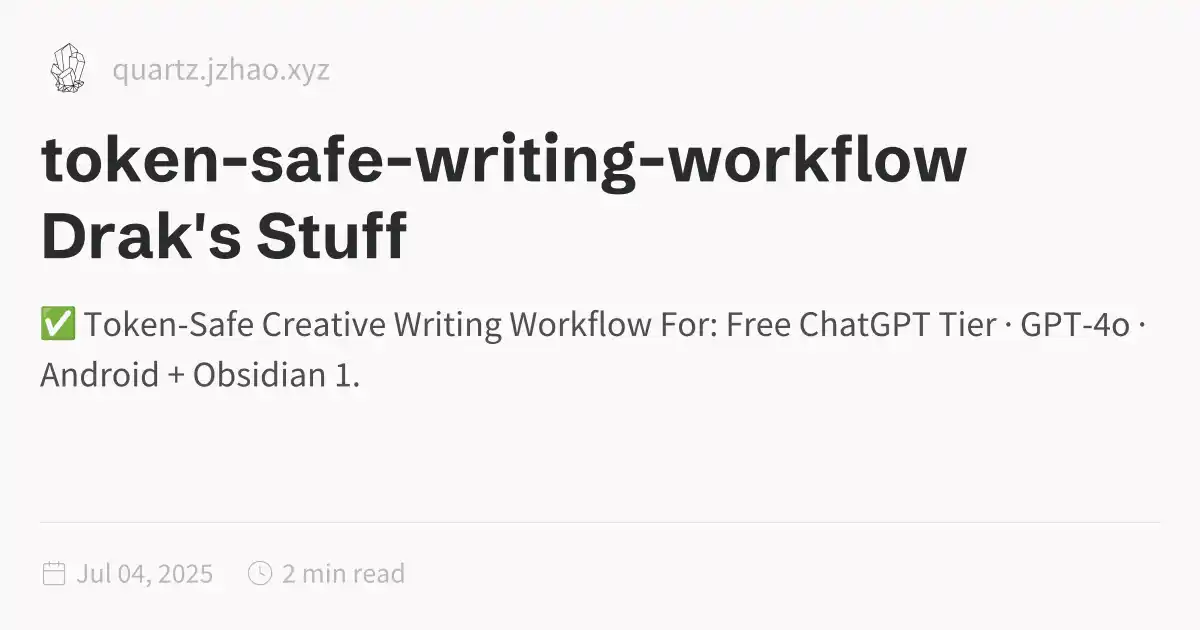 quartz.jzhao.xyz
token-safe-writing-workflow
Drak's Stuff
✅ Token-Safe Creative Writing Workflow For: Free ChatGPT Tier · GPT-4o ·
Android + Obsidian 1.
Jul 04, 2025 2 min read